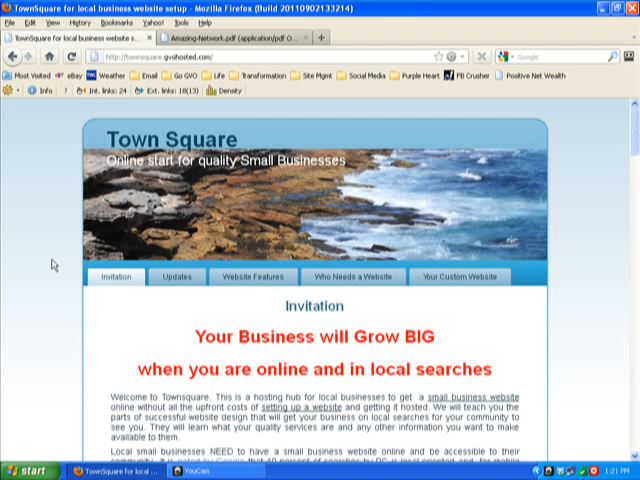 TownSquare for local business website setup - Mozilla Firefox (Build 20110902133214)
File Edit View History Bookmarks Yahoo! Tools Help
TownSquare for local business website s... × Amazing-Network.pdf (application/pdf O... × +
http://townsquare.gvohosted.com/ Google
Most Visited eBay Weather Email Go GVO Life Transformation Site Mgmt Social Media Purple Heart FB Crusher Positive Net Wealth
Info ? Int. links: 24 Ext. links: 18(13) Density
Town Square
Online start for quality Small Businesses
Invitation Updates Website Features Who Needs a Website Your Custom Website
Invitation
Your Business will Grow BIG
when you are online and in local searches
Welcome to Townsquare. This is a hosting hub for local businesses to get a small business website
online without all the upfront costs of setting up a website and getting it hosted. We will teach you the
parts of successful website design that will get your business on local searches for your community to
see you. They will learn what your quality services are and any other information you want to make
available to them.
Local small businesses NEED to have a small business website online and be accessible to their
start TownSquare for local ... YouCam 1:21 PM